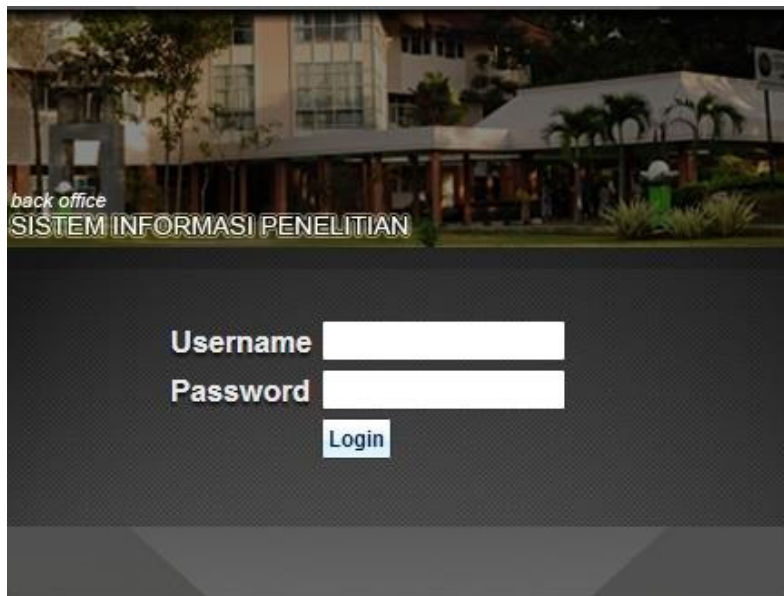 back office
SISTEM INFORMASI PENELITIAN
Username
Password
Login